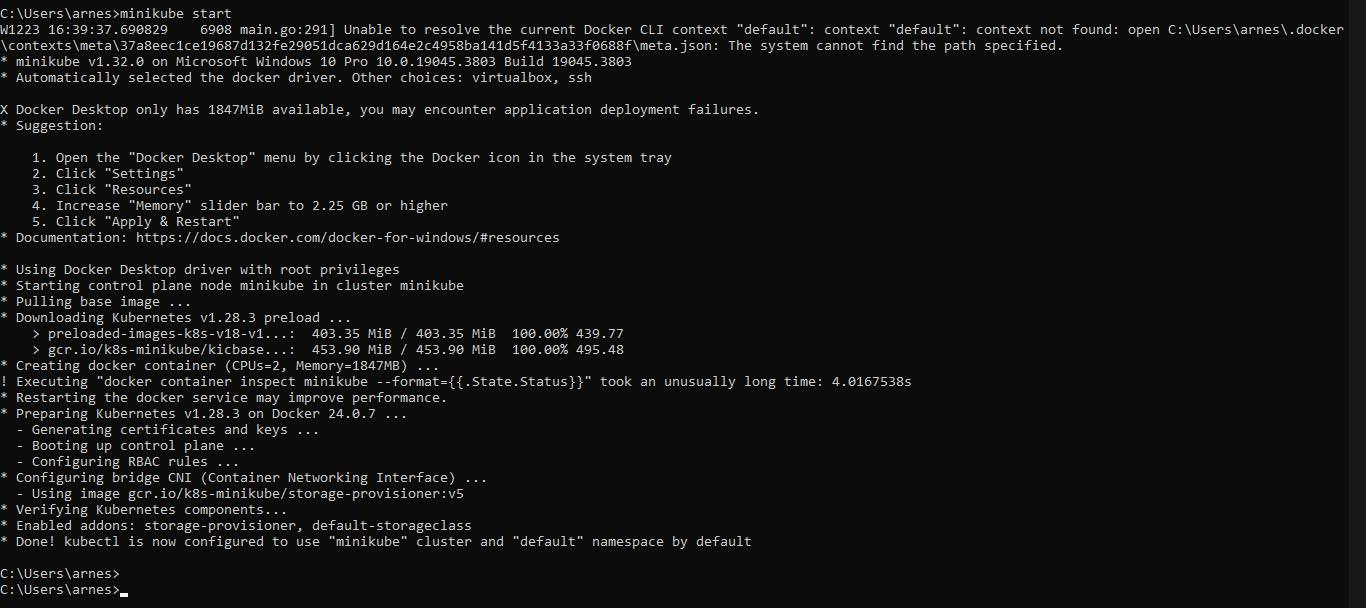 C:\Users\arnes>minikube start
W1223 16:39:37.690829    6908 main.go:291] Unable to resolve the current Docker CLI context "default": context "default": context not found: open C:\Users\arnes\.docker
\contexts\meta\37a8eec1ce19687d132fe29051dca629d164e2c4958ba141d5f4133a33f0688f\meta.json: The system cannot find the path specified.
* minikube v1.32.0 on Microsoft Windows 10 Pro 10.0.19045.3803 Build 19045.3803
* Automatically selected the docker driver. Other choices: virtualbox, ssh
X Docker Desktop only has 1847MiB available, you may encounter application deployment failures.
* Suggestion:
    1. Open the "Docker Desktop" menu by clicking the Docker icon in the system tray
    2. Click "Settings"
    3. Click "Resources"
    4. Increase "Memory" slider bar to 2.25 GB or higher
    5. Click "Apply & Restart"
* Documentation: https://docs.docker.com/docker-for-windows/#resources
* Using Docker Desktop driver with root privileges
* Starting control plane node minikube in cluster minikube
* Pulling base image ...
* Downloading Kubernetes v1.28.3 preload ...
    > preloaded-images-k8s-v18-v1...:  403.35 MiB / 403.35 MiB  100.00% 439.77
    > gcr.io/k8s-minikube/kicbase...:  453.90 MiB / 453.90 MiB  100.00% 495.48
* Creating docker container (CPUs=2, Memory=1847MB) ...
! Executing "docker container inspect minikube --format={{.State.Status}}" took an unusually long time: 4.0167538s
* Restarting the docker service may improve performance.
* Preparing Kubernetes v1.28.3 on Docker 24.0.7 ...
  - Generating certificates and keys ...
  - Booting up control plane ...
  - Configuring RBAC rules ...
* Configuring bridge CNI (Container Networking Interface) ...
  - Using image gcr.io/k8s-minikube/storage-provisioner:v5
* Verifying Kubernetes components...
* Enabled addons: storage-provisioner, default-storageclass
* Done! kubectl is now configured to use "minikube" cluster and "default" namespace by default
C:\Users\arnes>
C:\Users\arnes>